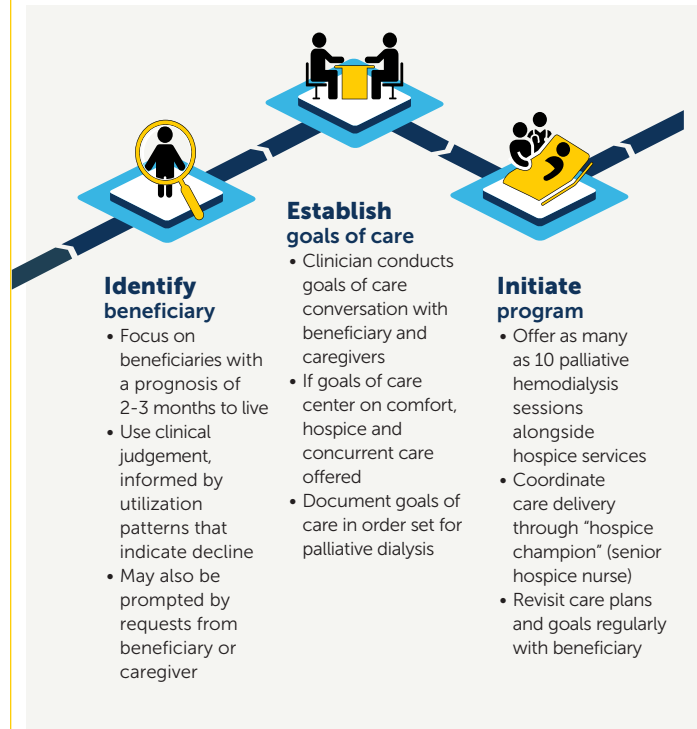 Identify
beneficiary
• Focus on
beneficiaries with
a prognosis of
2-3 months to live
• Use clinical
judgement,
informed by
utilization
patterns that
indicate decline
• May also be
prompted by
requests from
beneficiary or
caregiver
Establish
goals of care
• Clinician conducts
goals of care
conversation with
beneficiary and
caregivers
• If goals of care
center on comfort,
hospice and
concurrent care
offered
• Document goals of
care in order set for
palliative dialysis
Initiate
program
• Offer as many
as 10 palliative
hemodialysis
sessions
alongside
hospice services
• Coordinate
care delivery
through “hospice
champion” (senior
hospice nurse)
• Revisit care plans
and goals regularly
with beneficiary